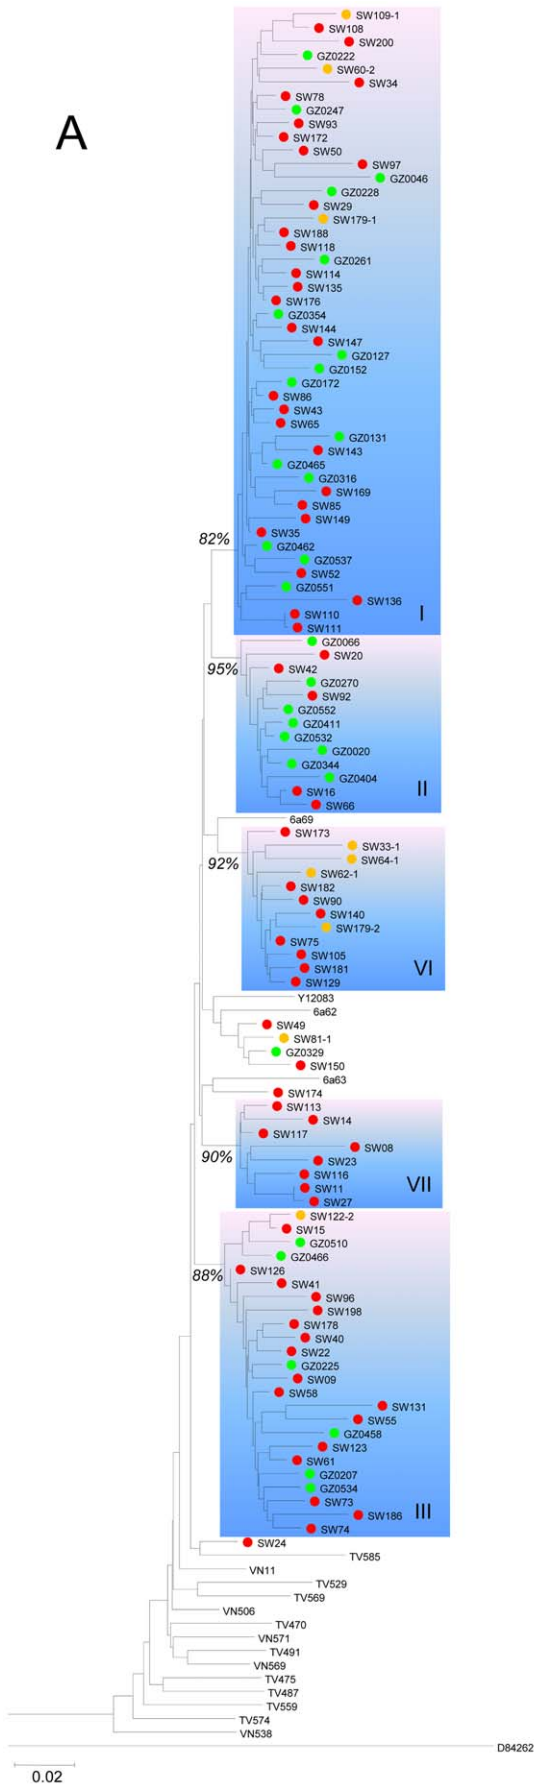 SW109-1
SW108
SW200
A
GZ0222
SW60-2
SW34
SW78
GZ0247
SW93
SW172
SW50
SW97
GZ0046
GZ0228
SW29
SW179-1
SW188
SW118
GZ0261
SW114
SW135
SW176
GZ0354
SW144
SW147
GZ0127
GZ0152
GZ0172
SW86
SW43
SW65
GZ0131
SW143
GZ0465
GZ0316
SW169
SW85
SW149
SW35
82%
GZ0462
GZ0537
SW52
GZ0551
SW136
SW110
I
SW111
GZ0066
SW20
95%
SW42
GZ0270
SW92
GZ0552
GZ0411
GZ0532
GZ0020
GZ0344
GZ0404
SW16
II
SW66
6a69
SW173
SW33-1
92%
SW64-1
SW62-1
SW182
SW90
SW140
SW179-2
SW75
SW105
SW181
VI
SW129
Y12083
6a62
SW49
SW81-1
GZ0329
SW150
6a63
SW174
SW113
SW14
SW117
90%
SW08
SW23
SW116
SW11
VII
SW27
SW122-2
SW15
GZ0510
GZ0466
88%
SW126
SW41
SW96
SW198
SW178
SW40
SW22
GZ0225
SW09
SW58
SW131
SW55
GZ0458
SW123
SW61
GZ0207
GZ0534
SW73
SW186
III
SW74
SW24
TV585
VN11
TV529
TV569
VN506
TV470
VN571
TV491
VN569
TV475
TV487
TV559
TV574
VN538
D84262
0.02